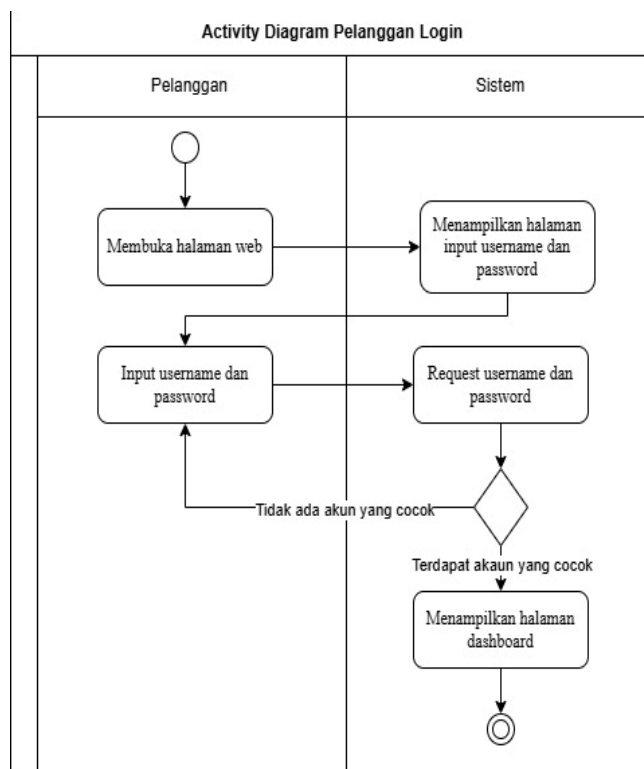 Activity Diagram Pelanggan Login
Pelanggan
Sistem
Membuka halaman web
Menampilkan halaman
input username dan
password
Input username dan
password
Request username dan
password
Tidak ada akun yang cocok
Terdapat akaun yang cocok
Menampilkan halaman
dashboard